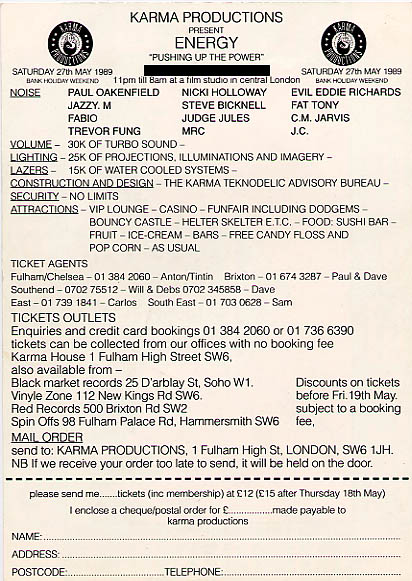 KARMA PRODUCTIONS
PRESENT
ENERGY
"PUSHING UP THE POWER"
KARMA
PRODUCTIONS
KARMA
PRODUCTIONS
SATURDAY 27th MAY 1989
BANK HOLIDAY WEEKEND
SATURDAY 27th MAY 1989
BANK HOLIDAY WEEKEND
11pm till 8am at a film studio in central London
NOISE PAUL OAKENFIELD NICKI HOLLOWAY EVIL EDDIE RICHARDS
JAZZY. M STEVE BICKNELL FAT TONY
FABIO JUDGE JULES C.M. JARVIS
TREVOR FUNG MRC J.C.
VOLUME – 30K OF TURBO SOUND –
LIGHTING – 25K OF PROJECTIONS, ILLUMINATIONS AND IMAGERY –
LAZERS – 15K OF WATER COOLED SYSTEMS –
CONSTRUCTION AND DESIGN – THE KARMA TEKNODELIC ADVISORY BUREAU –
SECURITY – NO LIMITS
ATTRACTIONS – VIP LOUNGE – CASINO – FUNFAIR INCLUDING DODGEMS –
BOUNCY CASTLE – HELTER SKELTER E.T.C. – FOOD: SUSHI BAR –
FRUIT – ICE-CREAM – BARS – FREE CANDY FLOSS AND
POP CORN – AS USUAL
TICKET AGENTS
Fulham/Chelsea – 01 384 2060 – Anton/Tintin Brixton – 01 674 3287 – Paul & Dave
Southend – 0702 75512 – Will & Debs 0702 345858 – Dave
East – 01 739 1841 – Carlos South East – 01 703 0628 – Sam
TICKETS OUTLETS
Enquiries and credit card bookings 01 384 2060 or 01 736 6390
tickets can be collected from our offices with no booking fee
Karma House 1 Fulham High Street SW6,
also available from –
Black market records 25 D'arblay St, Soho W1.
Vinyle Zone 112 New Kings Rd SW6.
Red Records 500 Brixton Rd SW2
Spin Offs 98 Fulham Palace Rd, Hammersmith SW6
Discounts on tickets
before Fri.19th May.
subject to a booking
fee,
MAIL ORDER
send to: KARMA PRODUCTIONS, 1 Fulham High St, LONDON, SW6 1JH.
NB If we receive your order too late to send, it will be held on the door.
please send me.......tickets (inc membership) at £12 (£15 after Thursday 18th May)
I enclose a cheque/postal order for £.................made payable to
karma productions
NAME:
ADDRESS:
POSTCODE: TELEPHONE: